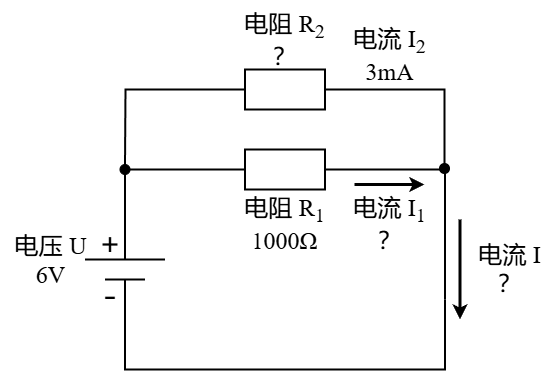 电阻 R₂
?
电流 I₂
3mA
电阻 R₁
1000Ω
电流 I₁
?
电压 U
6V
+
-
电流 I
?